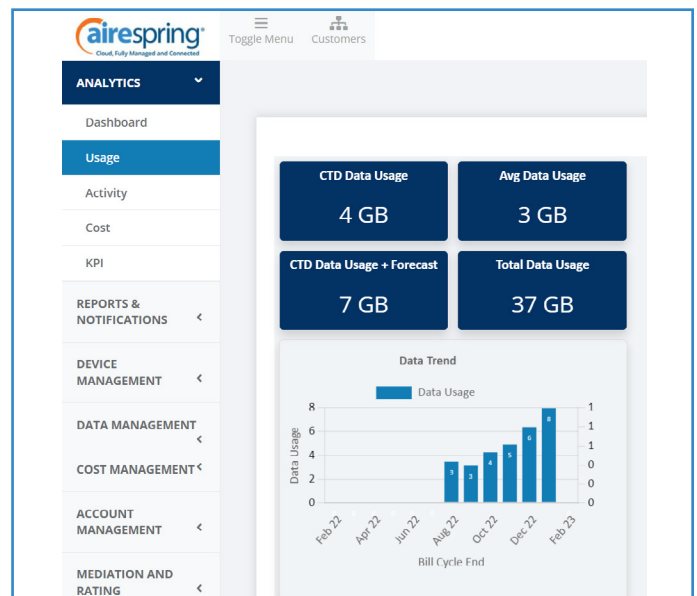 airespring
Cloud, Fully Managed and Connected
Toggle Menu
Customers
ANALYTICS
Dashboard
Usage
Activity
Cost
KPI
REPORTS &
NOTIFICATIONS
DEVICE
MANAGEMENT
DATA MANAGEMENT
COST MANAGEMENT
ACCOUNT
MANAGEMENT
MEDIATION AND
RATING
CTD Data Usage
4 GB
Avg Data Usage
3 GB
CTD Data Usage + Forecast
7 GB
Total Data Usage
37 GB
Data Trend
Data Usage
Data Usage
8
6
4
2
0
3
3
4
5
6
8
1
1
1
0
0
0
Feb 22
Apr 22
Jun 22
Aug 22
Oct 22
Dec 22
Feb 23
Bill Cycle End